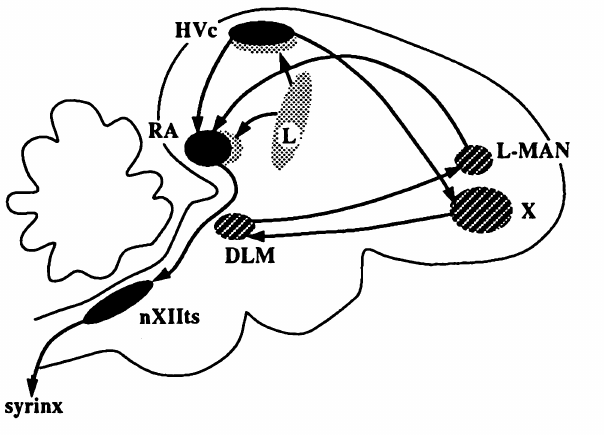 HVc
RA
L
L-MAN
X
DLM
nXIIts
syrinx